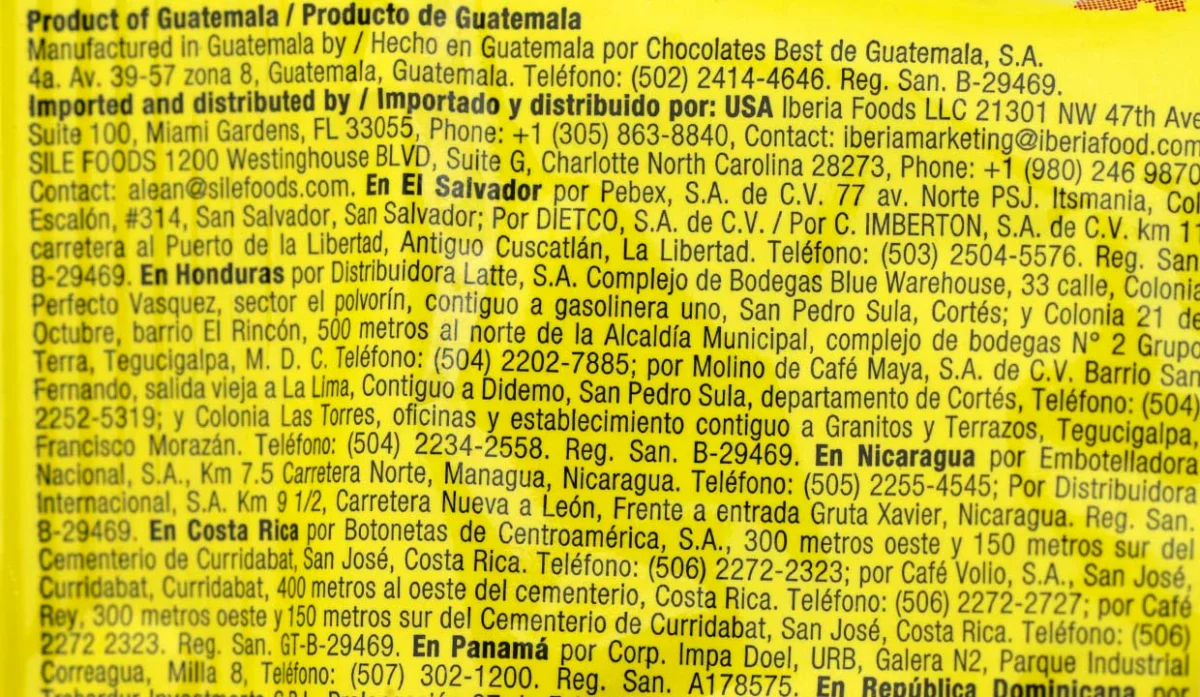 Product of Guatemala / Producto de Guatemala
Manufactured in Guatemala by / Hecho en Guatemala por Chocolates Best de Guatemala, S.A.
4a. Av. 39-57 zona 8, Guatemala, Guatemala. Teléfono: (502) 2414-4646. Reg. San. B-29469.
Imported and distributed by / Importado y distribuido por: USA Iberia Foods LLC 21301 NW 47th Ave
Suite 100, Miami Gardens, FL 33055, Phone: +1 (305) 863-8840, Contact: iberiamarketing@iberiafood.com
SILE FOODS 1200 Westinghouse BLVD, Suite G, Charlotte North Carolina 28273, Phone: +1 (980) 246 9870
Contact: alean@silefoods.com. En El Salvador por Pebex, S.A. de C.V. 77 av. Norte PSJ. Itsmania, Col
Escalón, #314, San Salvador, San Salvador; Por DIETCO, S.A. de C.V. / Por C. IMBERTON, S.A. de C.V. km 11
carretera al Puerto de la Libertad, Antiguo Cuscatlán, La Libertad. Teléfono: (503) 2504-5576. Reg. San
B-29469. En Honduras por Distribuidora Latte, S.A. Complejo de Bodegas Blue Warehouse, 33 calle, Colonia
Perfecto Vasquez, sector el polvorín, contiguo a gasolinera uno, San Pedro Sula, Cortés; y Colonia 21 de
Octubre, barrio El Rincón, 500 metros al norte de la Alcaldía Municipal, complejo de bodegas N° 2 Grupo
Terra, Tegucigalpa, M. D. C. Teléfono: (504) 2202-7885; por Molino de Café Maya, S.A. de C.V. Barrio San
Fernando, salida vieja a La Lima, Contiguo a Didemo, San Pedro Sula, departamento de Cortés, Teléfono: (504)
2252-5319; y Colonia Las Torres, oficinas y establecimiento contiguo a Granitos y Terrazos, Tegucigalpa,
Francisco Morazán. Teléfono: (504) 2234-2558. Reg. San. B-29469. En Nicaragua por Embotelladora
Nacional, S.A., Km 7.5 Carretera Norte, Managua, Nicaragua. Teléfono: (505) 2255-4545; Por Distribuidora
Internacional, S.A. Km 9 1/2, Carretera Nueva a León, Frente a entrada Gruta Xavier, Nicaragua. Reg. San.
B-29469. En Costa Rica por Botonetas de Centroamérica, S.A., 300 metros oeste y 150 metros sur del
Cementerio de Curridabat, San José, Costa Rica. Teléfono: (506) 2272-2323; por Café Volio, S.A., San José,
Curridabat, Curridabat, 400 metros al oeste del cementerio, Costa Rica. Teléfono: (506) 2272-2727; por Café
Rey, 300 metros oeste y 150 metros sur del Cementerio de Curridabat, San José, Costa Rica. Teléfono: (506)
2272 2323. Reg. San. GT-B-29469. En Panamá por Corp. Impa Doel, URB, Galera N2, Parque Industrial
Correagua, Milla 8, Teléfono: (507) 302-1200. Reg. San. A178575. En República Dominicana por